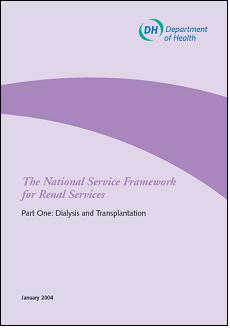 DH Department
of Health
The National Service Framework
for Renal Services
Part One: Dialysis and Transplantation
January 2004